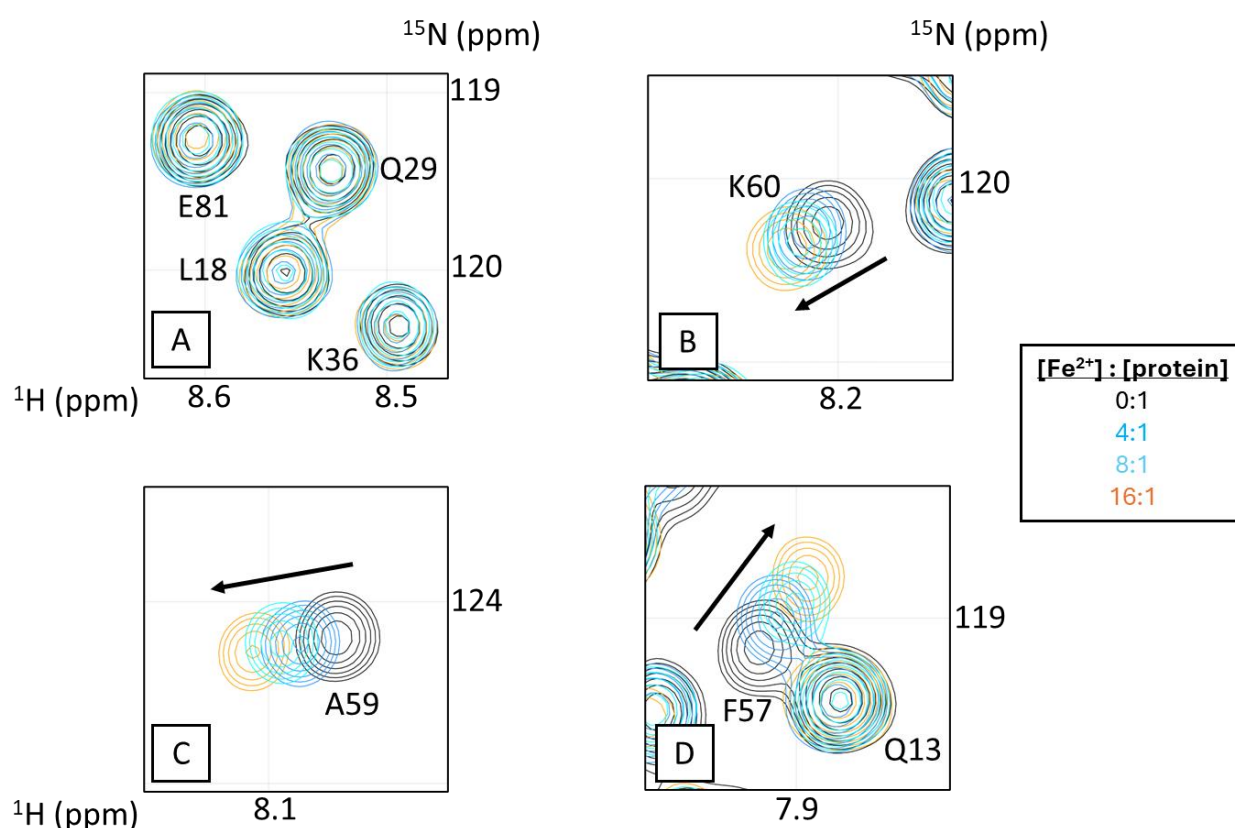 ¹⁵N (ppm)
¹⁵N (ppm)
119
Q29
E81
L18
120
K36
A
¹H (ppm)
8.6
8.5
K60
120
B
8.2
[Fe²⁺] : [protein]
0:1
4:1
8:1
16:1
124
A59
C
¹H (ppm)
8.1
119
F57
Q13
D
7.9